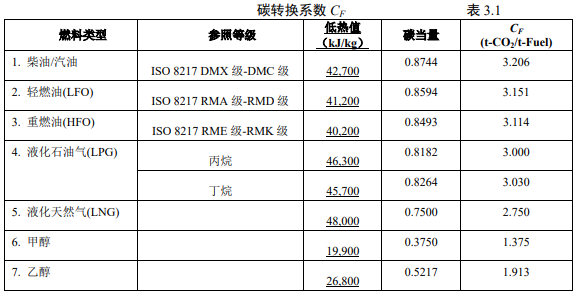 碳转换系数 CF 表 3.1
燃料类型 参照等级 低热值 (kJ/kg) 碳当量 CF (t-CO2/t-Fuel)
1. 柴油/汽油 ISO 8217 DMX 级-DMC 级 42,700 0.8744 3.206
2. 轻燃油(LFO) ISO 8217 RMA 级-RMD 级 41,200 0.8594 3.151
3. 重燃油(HFO) ISO 8217 RME 级-RMK 级 40,200 0.8493 3.114
4. 液化石油气(LPG) 丙烷 46,300 0.8182 3.000
丁烷 45,700 0.8264 3.030
5. 液化天然气(LNG) 48,000 0.7500 2.750
6. 甲醇 19,900 0.3750 1.375
7. 乙醇 26,800 0.5217 1.913